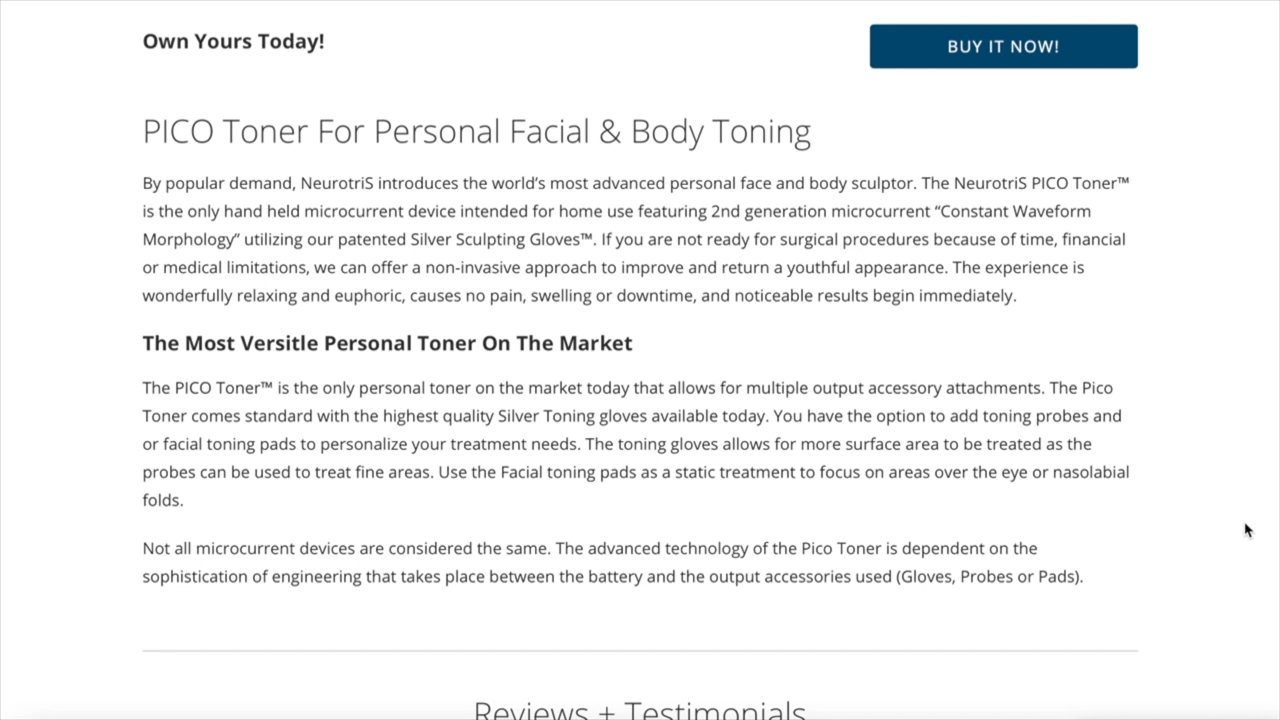 Own Yours Today!
BUY IT NOW!
PICO Toner For Personal Facial & Body Toning
By popular demand, NeurotriS introduces the world’s most advanced personal face and body sculptor. The NeurotriS PICO Toner™
is the only hand held microcurrent device intended for home use featuring 2nd generation microcurrent “Constant Waveform
Morphology” utilizing our patented Silver Sculpting Gloves™. If you are not ready for surgical procedures because of time, financial
or medical limitations, we can offer a non-invasive approach to improve and return a youthful appearance. The experience is
wonderfully relaxing and euphoric, causes no pain, swelling or downtime, and noticeable results begin immediately.
The Most Versitle Personal Toner On The Market
The PICO Toner™ is the only personal toner on the market today that allows for multiple output accessory attachments. The Pico
Toner comes standard with the highest quality Silver Toning gloves available today. You have the option to add toning probes and
or facial toning pads to personalize your treatment needs. The toning gloves allows for more surface area to be treated as the
probes can be used to treat fine areas. Use the Facial toning pads as a static treatment to focus on areas over the eye or nasolabial
folds.
Not all microcurrent devices are considered the same. The advanced technology of the Pico Toner is dependent on the
sophistication of engineering that takes place between the battery and the output accessories used (Gloves, Probes or Pads).
Reviews + Testimonials